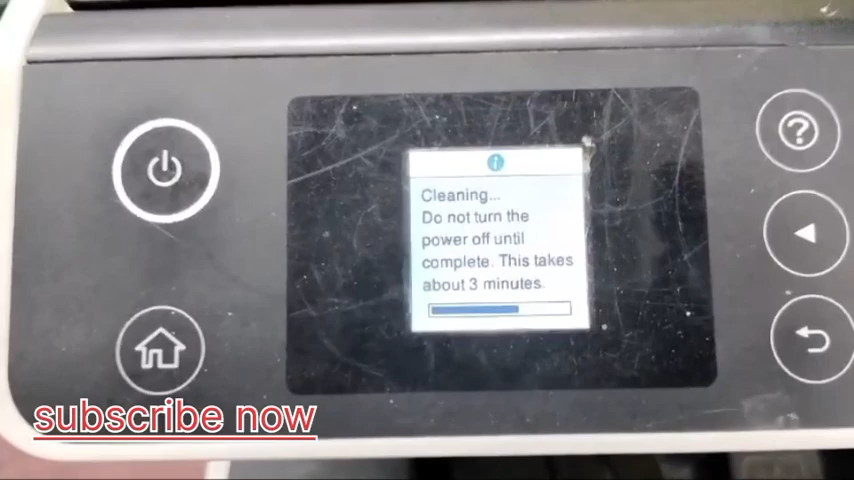 Cleaning...
Do not turn the
power off until
complete. This takes
about 3 minutes.
subscribe now